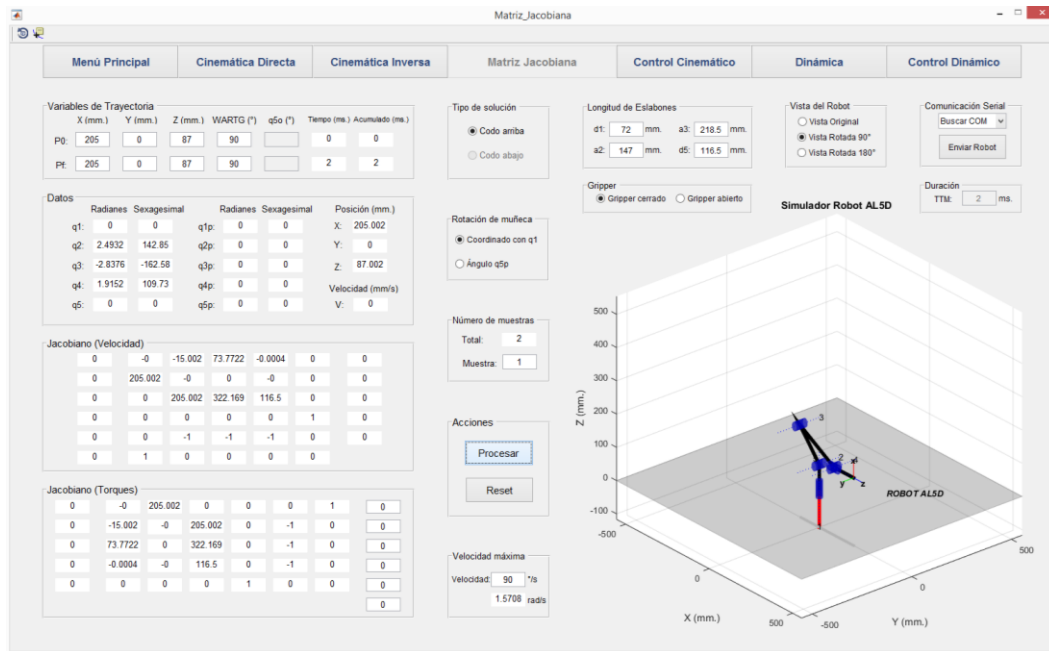 Matriz_Jacobiana
Menú Principal Cinemática Directa Cinemática Inversa Matriz Jacobiana Control Cinemático Dinámica Control Dinámico
Variables de Trayectoria
X (mm.) Y (mm.) Z (mm.) WARTG (°) q5o (°) Tiempo (ms.) Acumulado (ms.)
P0: 205 0 87 90 0 0
Pf: 205 0 87 90 2 2
Datos
Radianes Sexagesimal Radianes Sexagesimal Posición (mm.)
q1: 0 0 q1p: 0 0 X: 205.002
q2: 2.4932 142.85 q2p: 0 0 Y: 0
q3: -2.8376 -162.58 q3p: 0 0 Z: 87.002
q4: 1.9152 109.73 q4p: 0 0 Velocidad (mm/s)
q5: 0 0 q5p: 0 0 V: 0
Jacobiano (Velocidad)
0 -0 -15.002 73.7722 -0.0004 0 0
0 205.002 -0 0 -0 0 0
0 0 205.002 322.169 116.5 0 0
0 0 0 0 0 1 0
0 0 -1 -1 -1 0 0
0 1 0 0 0 0
Jacobiano (Torques)
0 -0 205.002 0 0 0 1 0
0 -15.002 -0 205.002 0 -1 0 0
0 73.7722 0 322.169 0 -1 0 0
0 -0.0004 -0 116.5 0 -1 0 0
0 0 0 0 1 0 0 0
0
Tipo de solución
Codo arriba
Codo abajo
Rotación de muñeca
Coordinado con q1
Ángulo q5p
Número de muestras
Total: 2
Muestra: 1
Acciones
Procesar
Reset
Velocidad máxima
Velocidad: 90 °/s
1.5708 rad/s
Longitud de Eslabones
d1: 72 mm. a3: 218.5 mm.
a2: 147 mm. d5: 116.5 mm.
Vista del Robot
Vista Original
Vista Rotada 90°
Vista Rotada 180°
Comunicación Serial
Buscar COM
Enviar Robot
Gripper
Gripper cerrado Gripper abierto
Duración
TTM: 2 ms.
Simulador Robot AL5D
500
400
300
200
100
0
-100
Z (mm.)
3
2
x4
y
z
ROBOT AL5D
-500
0
500
X (mm.)
-500
0
500
Y (mm.)